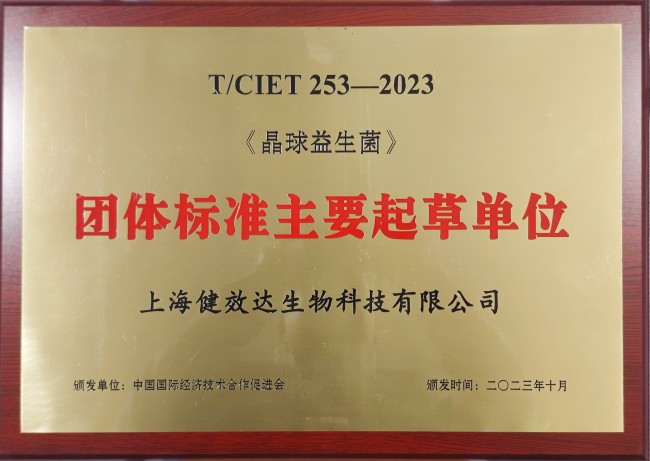 T/CIET 253—2023
《晶球益生菌》
团体标准主要起草单位
上海健效达生物科技有限公司
颁发单位：中国国际经济技术合作促进会 颁发时间：二〇二三年十月